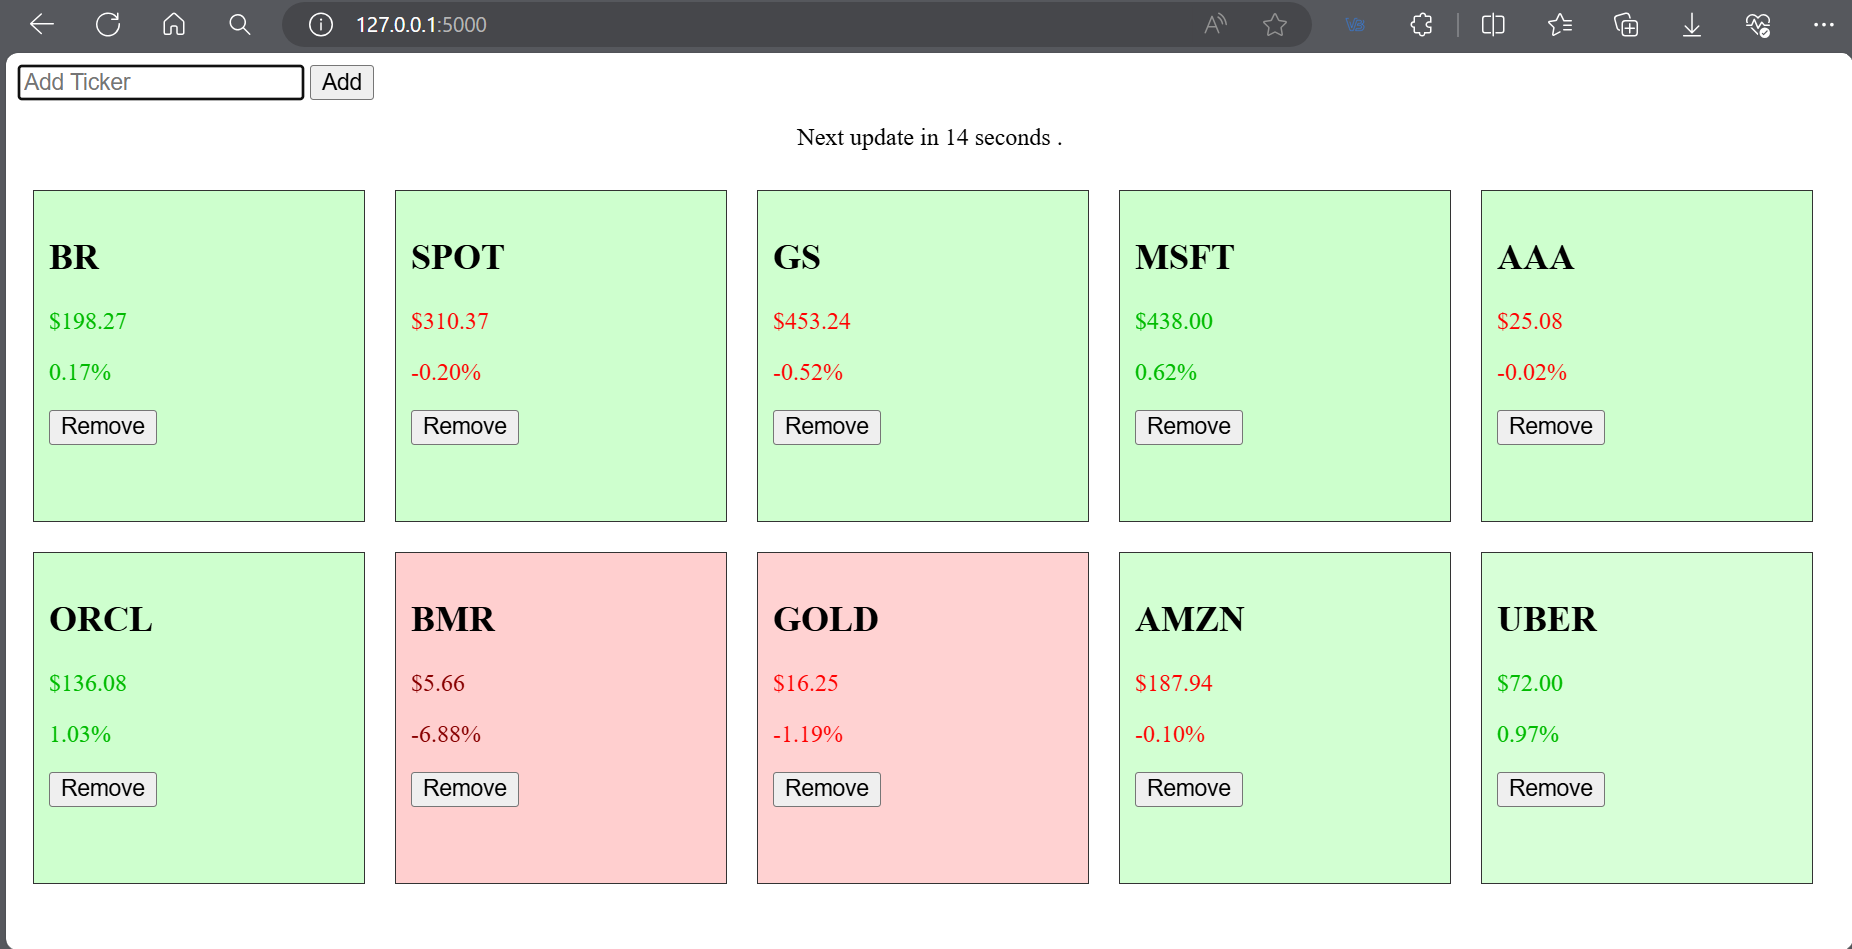 127.0.0.1:5000
Add Ticker Add
Next update in 14 seconds .
BR
$198.27
0.17%
Remove
SPOT
$310.37
-0.20%
Remove
GS
$453.24
-0.52%
Remove
MSFT
$438.00
0.62%
Remove
AAA
$25.08
-0.02%
Remove
ORCL
$136.08
1.03%
Remove
BMR
$5.66
-6.88%
Remove
GOLD
$16.25
-1.19%
Remove
AMZN
$187.94
-0.10%
Remove
UBER
$72.00
0.97%
Remove